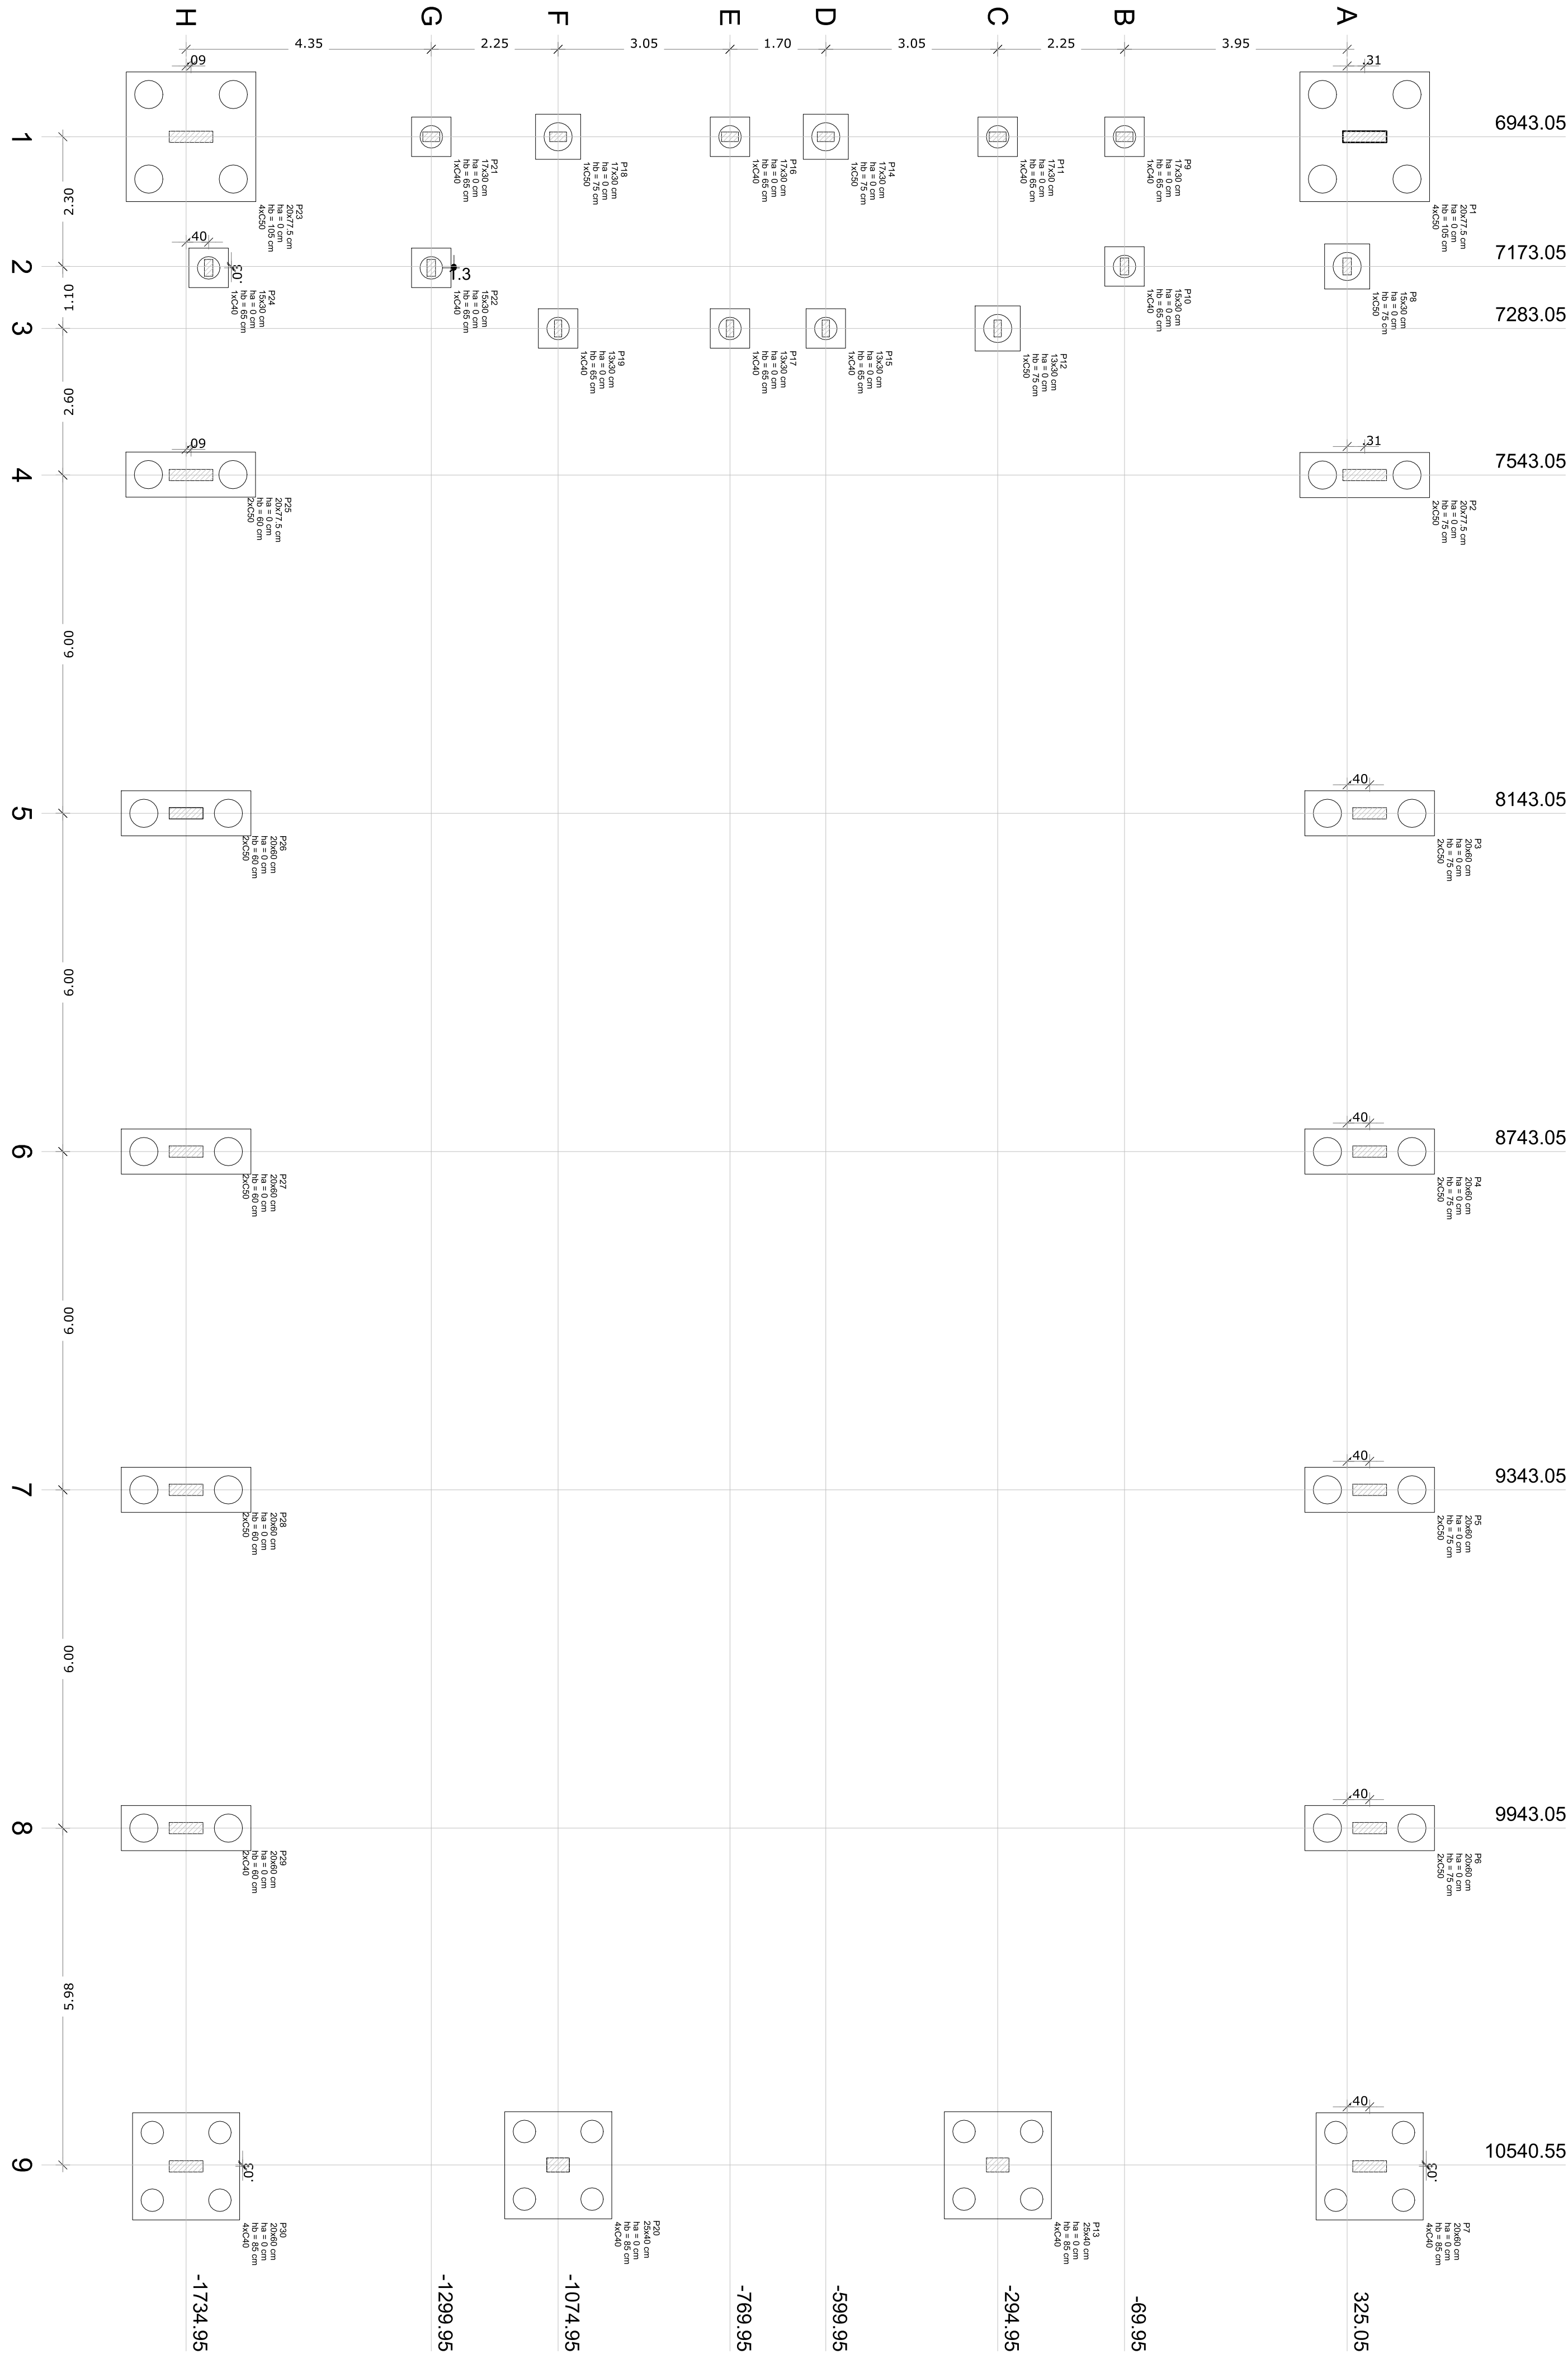 H
G
F
E
D
C
B
A
4.35
2.25
3.05
1.70
3.05
2.25
3.95
.09
.31
1
6943.05
P21
17x30 cm
ha = 0 cm
hb = 65 cm
1xC40
P18
17x30 cm
ha = 0 cm
hb = 75 cm
1xC50
P16
17x30 cm
ha = 0 cm
hb = 65 cm
1xC40
P14
17x30 cm
ha = 0 cm
hb = 75 cm
1xC50
P11
17x30 cm
ha = 0 cm
hb = 65 cm
1xC40
P9
17x30 cm
ha = 0 cm
hb = 65 cm
1xC40
2.30
P23
20x77.5 cm
ha = 0 cm
hb = 105 cm
4xC50
P1
20x77.5 cm
ha = 0 cm
hb = 105 cm
4xC50
.40
2
.03
1.3
7173.05
1.10
P24
15x30 cm
ha = 0 cm
hb = 65 cm
1xC40
P22
15x30 cm
ha = 0 cm
hb = 65 cm
1xC40
P10
15x30 cm
ha = 0 cm
hb = 65 cm
1xC40
P8
15x30 cm
ha = 0 cm
hb = 75 cm
1xC50
3
7283.05
P19
13x30 cm
ha = 0 cm
hb = 65 cm
1xC40
P17
13x30 cm
ha = 0 cm
hb = 65 cm
1xC40
P15
13x30 cm
ha = 0 cm
hb = 65 cm
1xC40
P12
13x30 cm
ha = 0 cm
hb = 75 cm
1xC50
2.60
.09
.31
4
7543.05
P25
20x77.5 cm
ha = 0 cm
hb = 60 cm
2xC50
P2
20x77.5 cm
ha = 0 cm
hb = 75 cm
2xC50
6.00
.40
5
8143.05
P26
20x60 cm
ha = 0 cm
hb = 60 cm
2xC50
P3
20x60 cm
ha = 0 cm
hb = 75 cm
2xC50
6.00
.40
6
8743.05
P27
20x60 cm
ha = 0 cm
hb = 60 cm
2xC50
P4
20x60 cm
ha = 0 cm
hb = 75 cm
2xC50
6.00
.40
7
9343.05
P28
20x60 cm
ha = 0 cm
hb = 60 cm
2xC50
P5
20x60 cm
ha = 0 cm
hb = 75 cm
2xC50
6.00
.40
8
9943.05
P29
20x60 cm
ha = 0 cm
hb = 60 cm
2xC40
P6
20x60 cm
ha = 0 cm
hb = 75 cm
2xC50
5.98
.40
9
.03
.03
10540.55
P30
20x60 cm
ha = 0 cm
hb = 85 cm
4xC40
P20
25x40 cm
ha = 0 cm
hb = 85 cm
4xC40
P13
25x40 cm
ha = 0 cm
hb = 85 cm
4xC40
P7
20x60 cm
ha = 0 cm
hb = 85 cm
4xC40
-1734.95
-1299.95
-1074.95
-769.95
-599.95
-294.95
-69.95
325.05